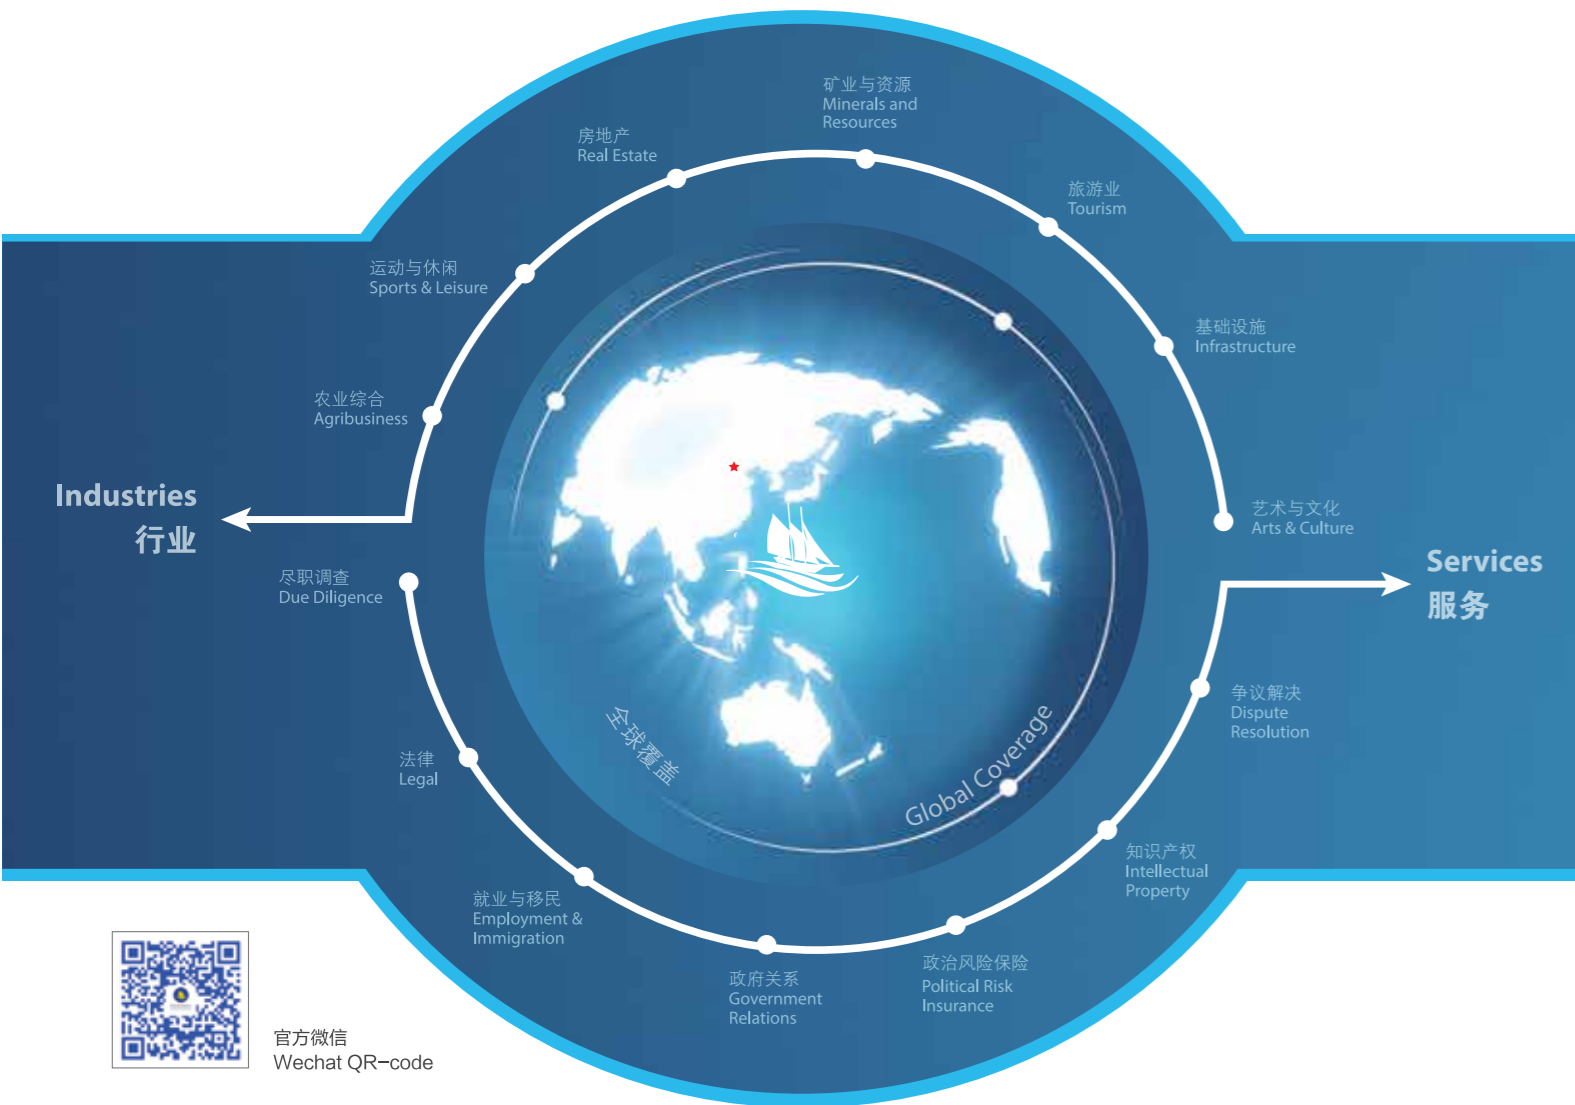 矿业与资源
Minerals and
Resources
房地产
Real Estate
旅游业
Tourism
运动与休闲
Sports & Leisure
基础设施
Infrastructure
农业综合
Agribusiness
Industries
行业
艺术与文化
Arts & Culture
Services
服务
尽职调查
Due Diligence
争议解决
Dispute
Resolution
全球覆盖
Global Coverage
法律
Legal
知识产权
Intellectual
Property
就业与移民
Employment &
Immigration
政治风险保险
Political Risk
Insurance
政府关系
Government
Relations
官方微信
Wechat QR-code